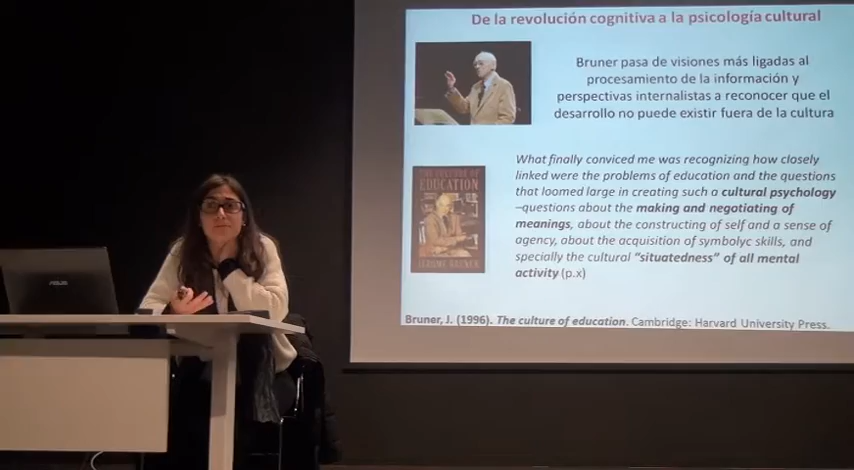 De la revolución cognitiva a la psicología cultural
Bruner pasa de visiones más ligadas al
procesamiento de la información y
perspectivas internalistas a reconocer que el
desarrollo no puede existir fuera de la cultura
THE CULTURE OF
EDUCATION
JEROME BRUNER
What finally conviced me was recognizing how closely
linked were the problems of education and the questions
that loomed large in creating such a cultural psychology
–questions about the making and negotiating of
meanings, about the constructing of self and a sense of
agency, about the acquisition of symbolyc skills, and
specially the cultural "situatedness" of all mental
activity (p.x)
Bruner, J. (1996). The culture of education. Cambridge: Harvard University Press.
ASUS